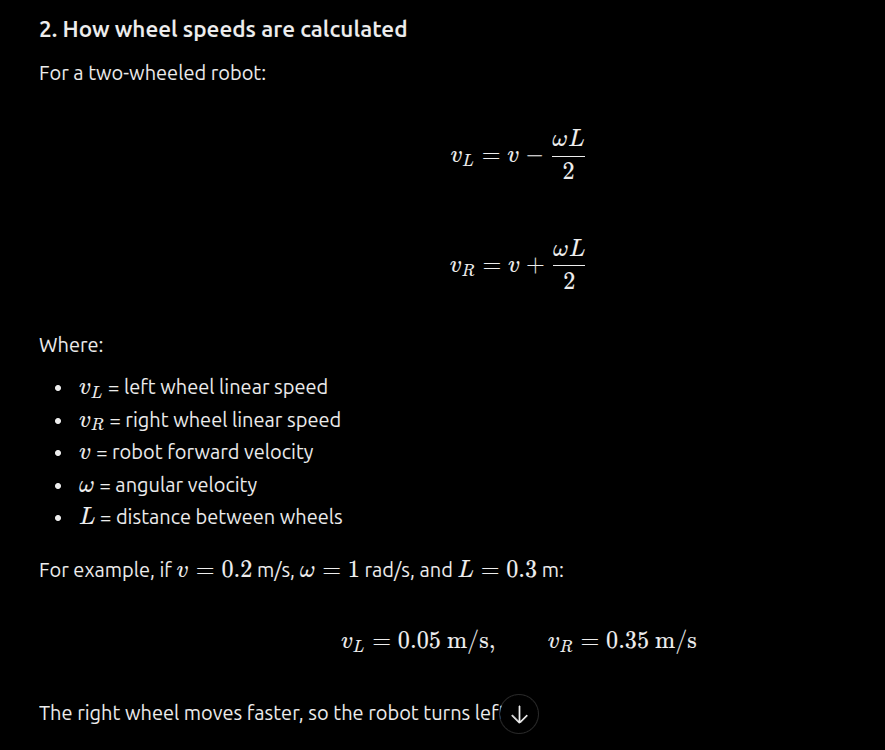 2. How wheel speeds are calculated
For a two-wheeled robot:
v_L = v − ωL/2
v_R = v + ωL/2
Where:
• v_L = left wheel linear speed
• v_R = right wheel linear speed
• v = robot forward velocity
• ω = angular velocity
• L = distance between wheels
For example, if v = 0.2 m/s, ω = 1 rad/s, and L = 0.3 m:
v_L = 0.05 m/s, v_R = 0.35 m/s
The right wheel moves faster, so the robot turns lef